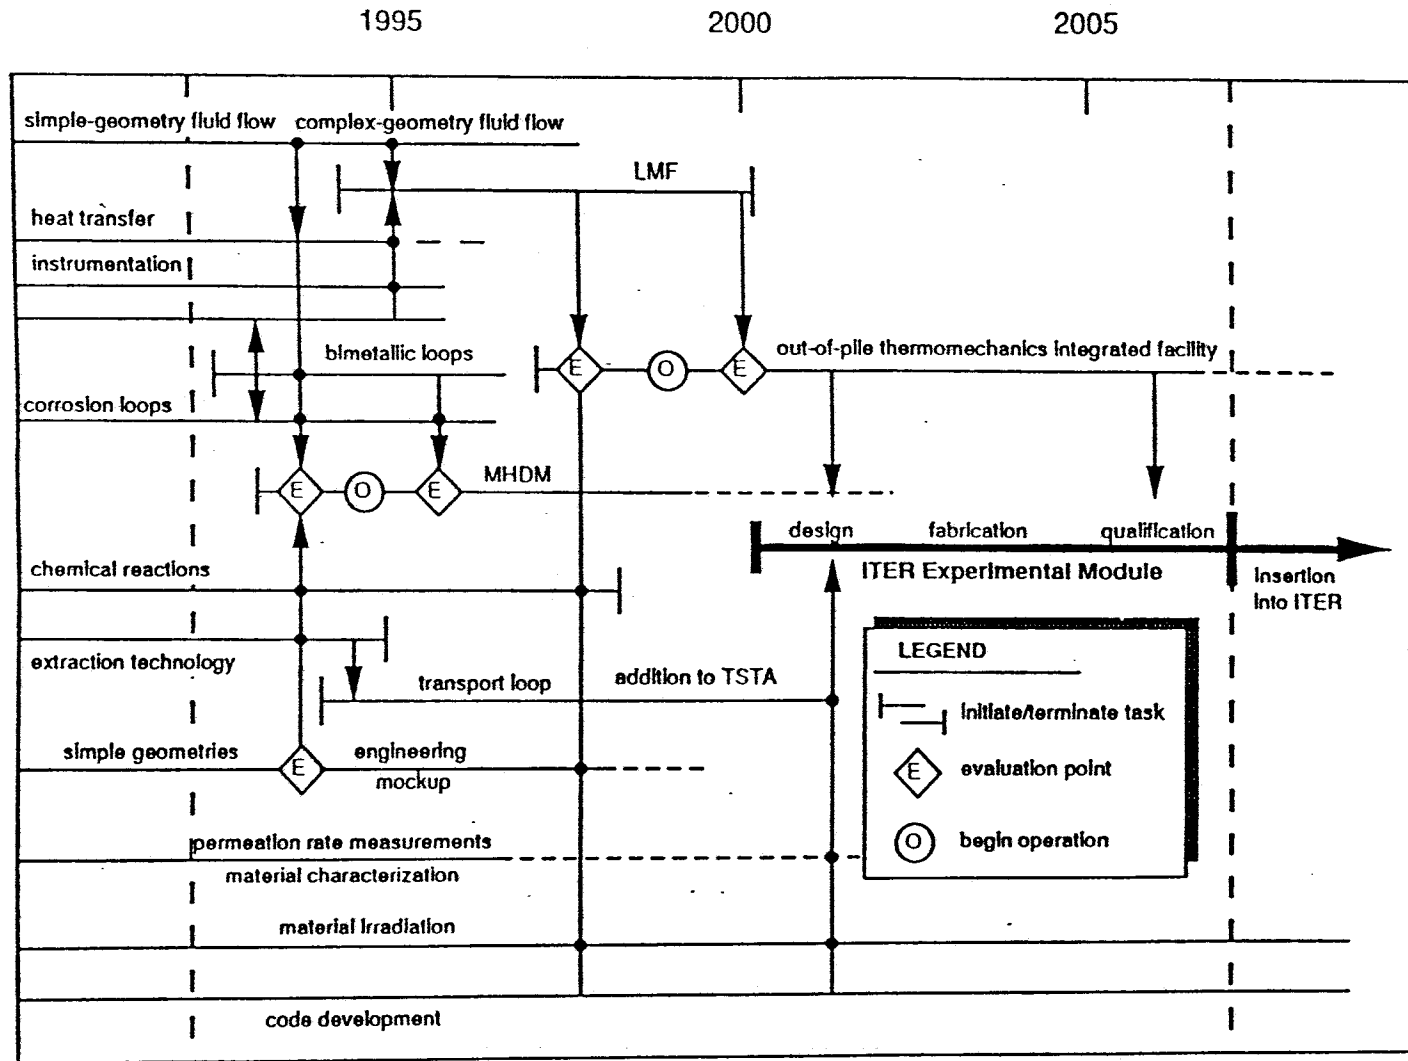 1995 2000 2005
simple-geometry fluid flow complex-geometry fluid flow
LMF
heat transfer
instrumentation
bimetallic loops
E O E out-of-pile thermomechanics integrated facility
corrosion loops
E O E MHDM
design fabrication qualification
ITER Experimental Module
insertion
into ITER
chemical reactions
extraction technology
transport loop addition to TSTA
simple geometries E engineering
mockup
permeation rate measurements
material characterization
material irradiation
code development
LEGEND
initiate/terminate task
E evaluation point
O begin operation